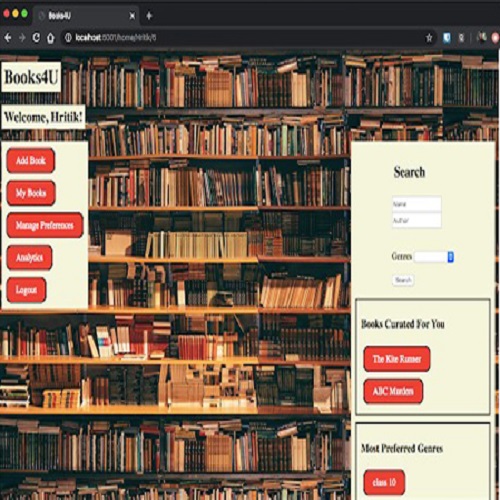 Books4U
localhost:5001/home/Hritik/6
Books4U
Welcome, Hritik!
Add Book
My Books
Manage Preferences
Analytics
Logout
Search
Name
Author
Genres
Search
Books Curated For You
The Kite Runner
ABC Murders
Most Preferred Genres
class 10